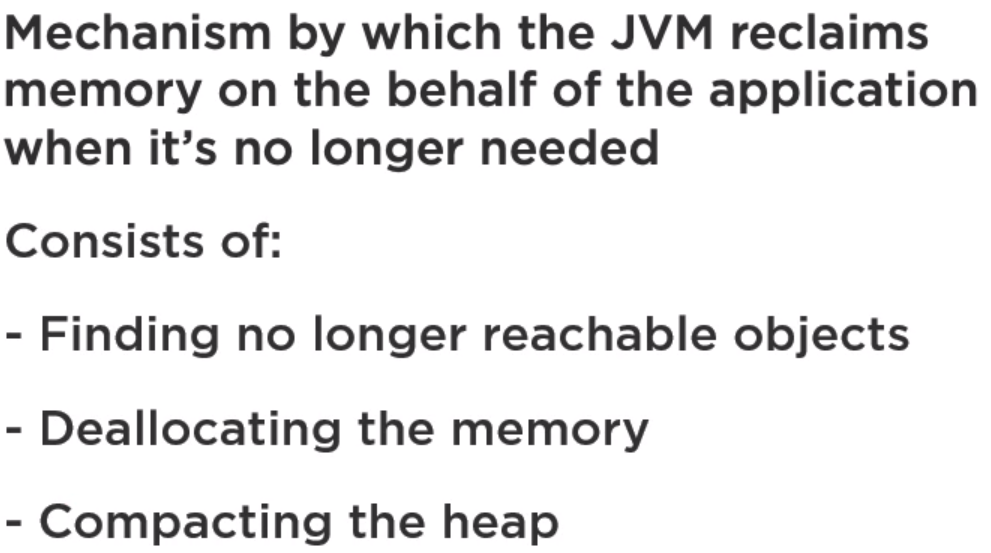 Mechanism by which the JVM reclaims
memory on the behalf of the application
when it’s no longer needed
Consists of:
- Finding no longer reachable objects
- Deallocating the memory
- Compacting the heap